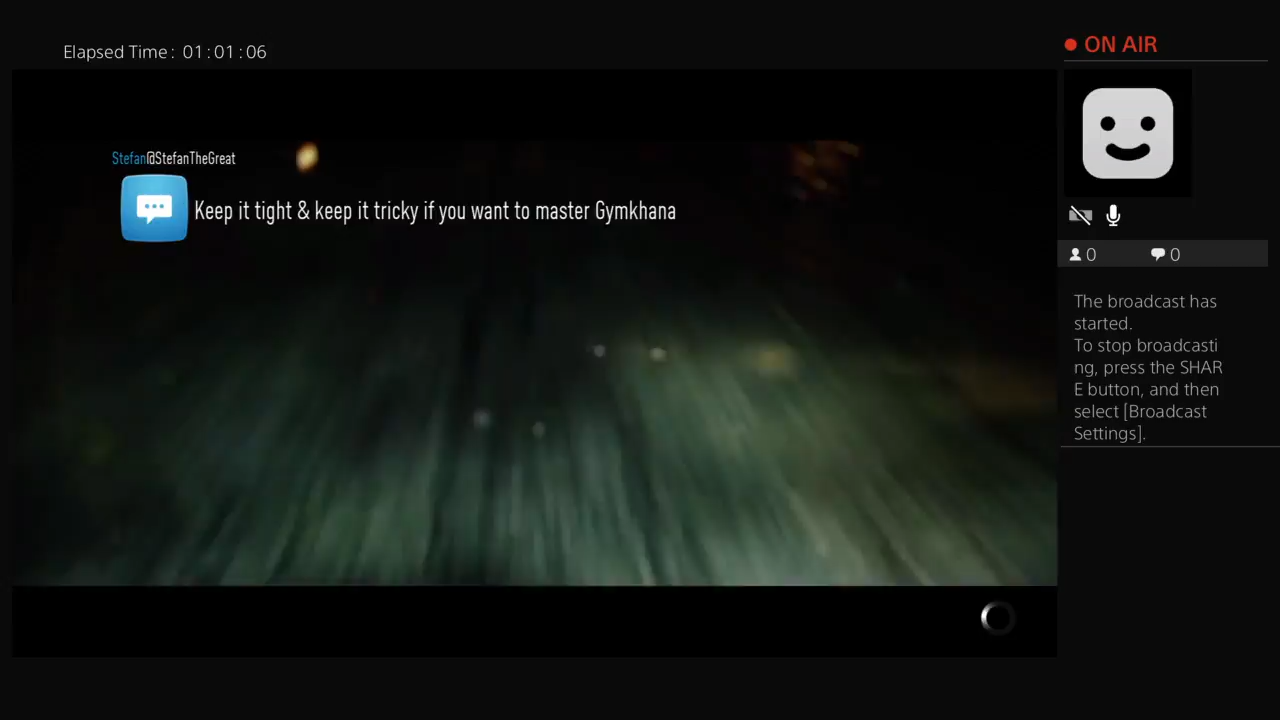 Elapsed Time: 01:01:06
ON AIR
Stefan@StefanTheGreat
Keep it tight & keep it tricky if you want to master Gymkhana
0 0
The broadcast has
started.
To stop broadcasti
ng, press the SHAR
E button, and then
select [Broadcast
Settings].